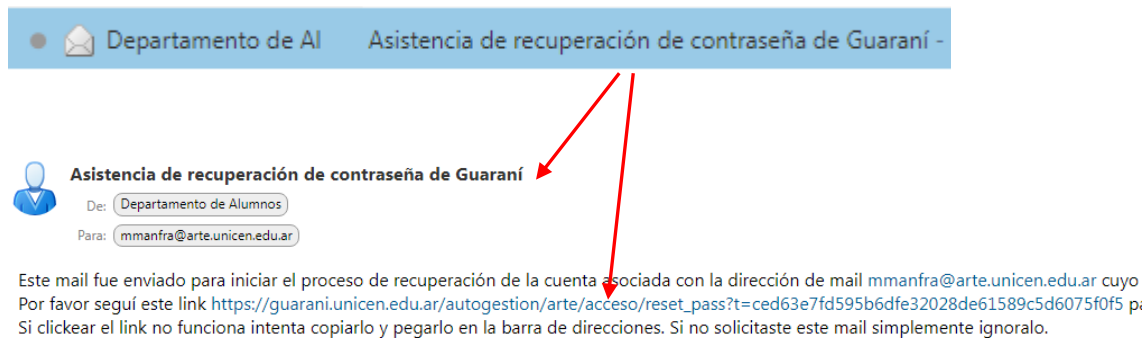 Departamento de Al Asistencia de recuperación de contraseña de Guaraní -
Asistencia de recuperación de contraseña de Guaraní
De: Departamento de Alumnos
Para: mmanfra@arte.unicen.edu.ar
Este mail fue enviado para iniciar el proceso de recuperación de la cuenta asociada con la dirección de mail mmanfra@arte.unicen.edu.ar cuyo
Por favor seguí este link https://guarani.unicen.edu.ar/autogestion/arte/acceso/reset_pass?t=ced63e7fd595b6dfe32028de61589c5d6075f0f5 pa
Si clickear el link no funciona intenta copiarlo y pegarlo en la barra de direcciones. Si no solicitaste este mail simplemente ignoralo.